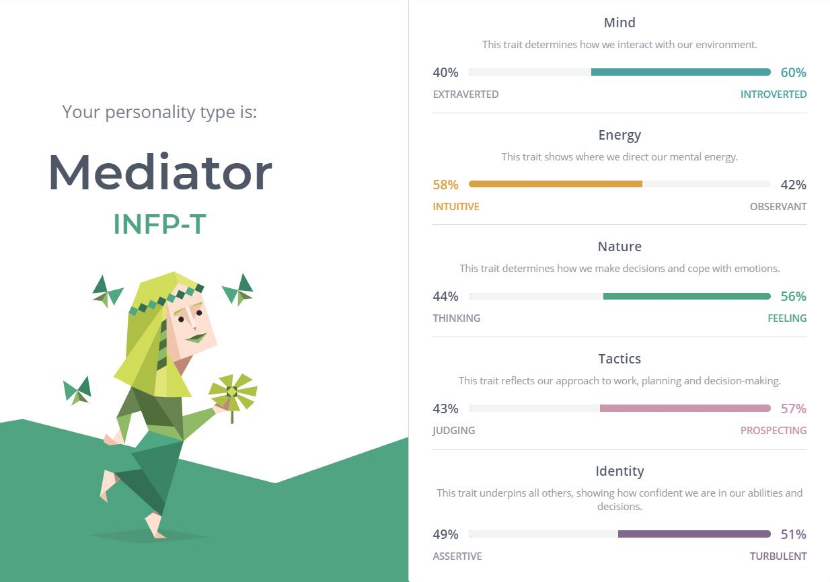 Your personality type is:
Mediator
INFP-T
Mind
This trait determines how we interact with our environment.
40% 60%
EXTRAVERTED INTROVERTED
Energy
This trait shows where we direct our mental energy.
58% 42%
INTUITIVE OBSERVANT
Nature
This trait determines how we make decisions and cope with emotions.
44% 56%
THINKING FEELING
Tactics
This trait reflects our approach to work, planning and decision-making.
43% 57%
JUDGING PROSPECTING
Identity
This trait underpins all others, showing how confident we are in our abilities and
decisions.
49% 51%
ASSERTIVE TURBULENT